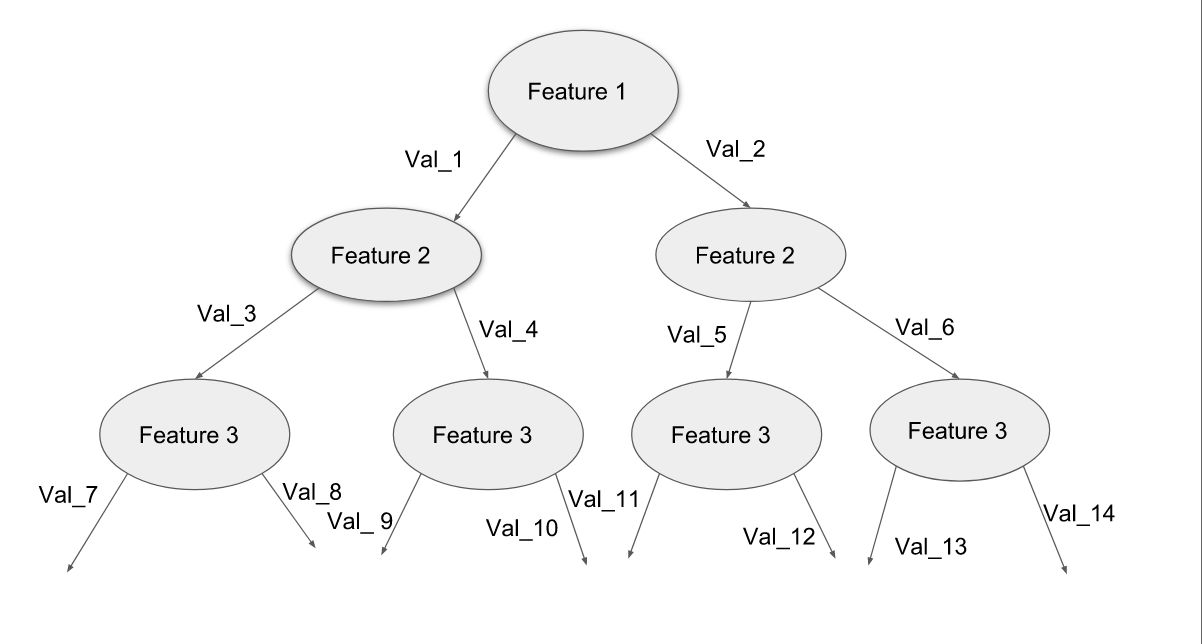 Feature 1
Val_1
Val_2
Feature 2
Feature 2
Val_3
Val_4
Val_5
Val_6
Feature 3
Feature 3
Feature 3
Feature 3
Val_7
Val_8
Val_ 9
Val_10
Val_11
Val_12
Val_13
Val_14